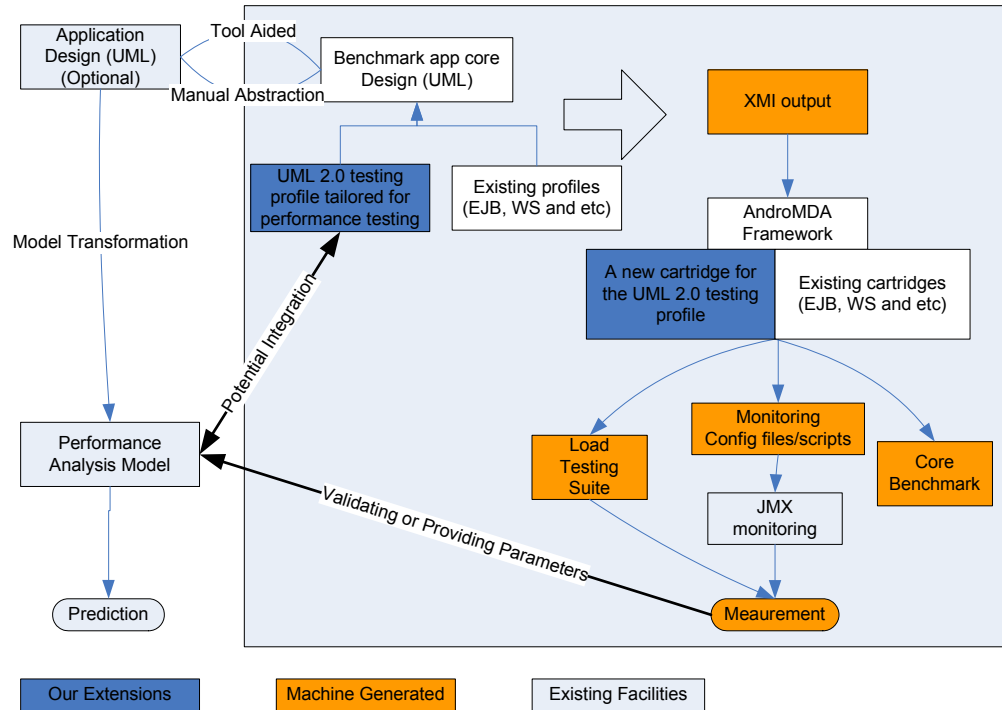 Application
Design (UML)
(Optional)
Tool Aided
Manual Abstraction
Benchmark app core
Design (UML)
XMI output
UML 2.0 testing
profile tailored for
performance testing
Existing profiles
(EJB, WS and etc)
AndroMDA
Framework
Model Transformation
A new cartridge for
the UML 2.0 testing
profile
Existing cartridges
(EJB, WS and etc)
Potential Integration
Performance
Analysis Model
Load
Testing
Suite
Monitoring
Config files/scripts
Core
Benchmark
JMX
monitoring
Validating or Providing Parameters
Prediction
Meaurement
Our Extensions
Machine Generated
Existing Facilities